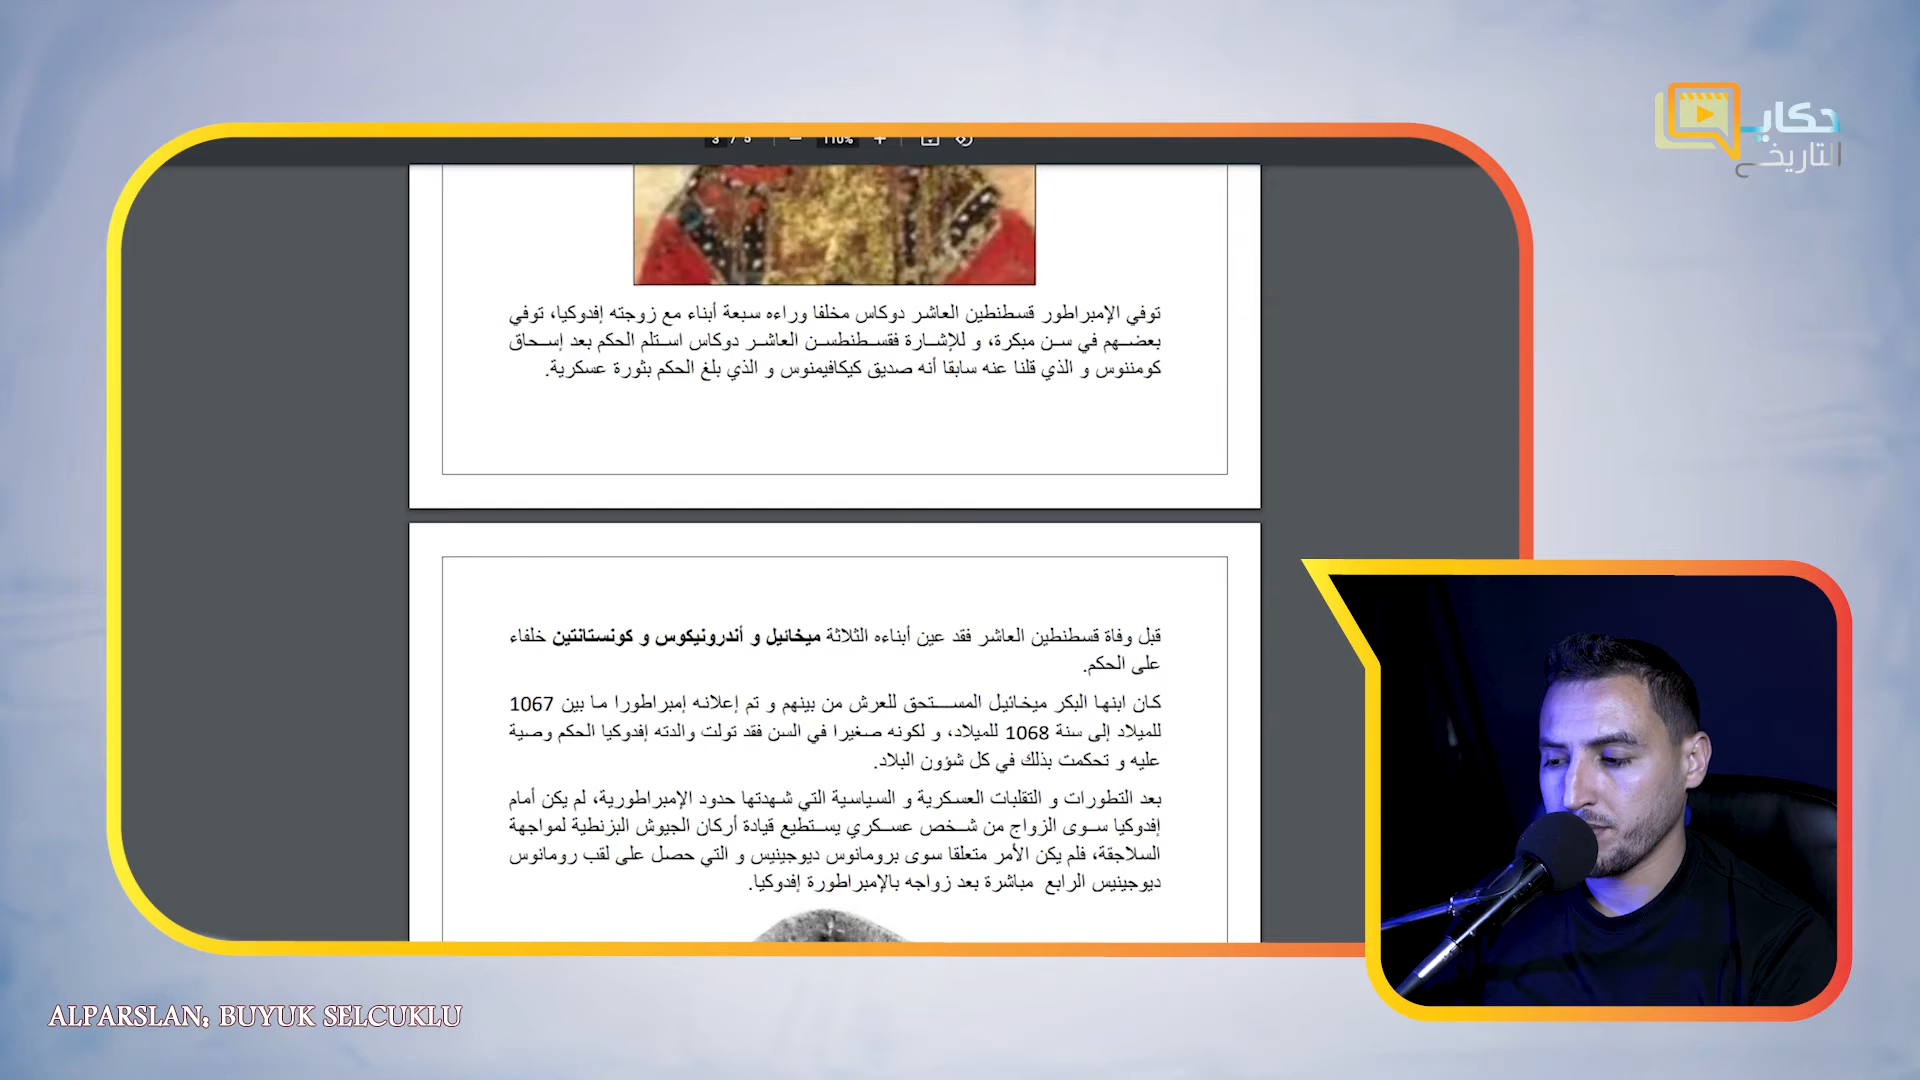 3 / 5 − 110% +
حكاية
التاريخ
توفي الإمبراطور قسطنطين العاشر دوكاس مخلفا وراءه سبعة أبناء مع زوجته إفدوكيا، توفي
بعضهم في سن مبكرة، و للإشارة فقسطنطسن العاشر دوكاس استلم الحكم بعد إسحاق
كومننوس و الذي قلنا عنه سابقا أنه صديق كيكافيمنوس و الذي بلغ الحكم بثورة عسكرية.
قبل وفاة قسطنطين العاشر فقد عين أبناءه الثلاثة ميخائيل و أندرونيكوس و كونستانتين خلفاء
على الحكم.
كان ابنها البكر ميخائيل المستحق للعرش من بينهم و تم إعلانه إمبراطورا ما بين 1067
للميلاد إلى سنة 1068 للميلاد، و لكونه صغيرا في السن فقد تولت والدته إفدوكيا الحكم وصية
عليه و تحكمت بذلك في كل شؤون البلاد.
بعد التطورات و التقلبات العسكرية و السياسية التي شهدتها حدود الإمبراطورية، لم يكن أمام
إفدوكيا سوى الزواج من شخص عسكري يستطيع قيادة أركان الجيوش البزنطية لمواجهة
السلاجقة، فلم يكن الأمر متعلقا سوى برومانوس ديوجينيس و التي حصل على لقب رومانوس
ديوجينيس الرابع مباشرة بعد زواجه بالإمبراطورة إفدوكيا.
ALPARSLAN: BUYUK SELCUKLU